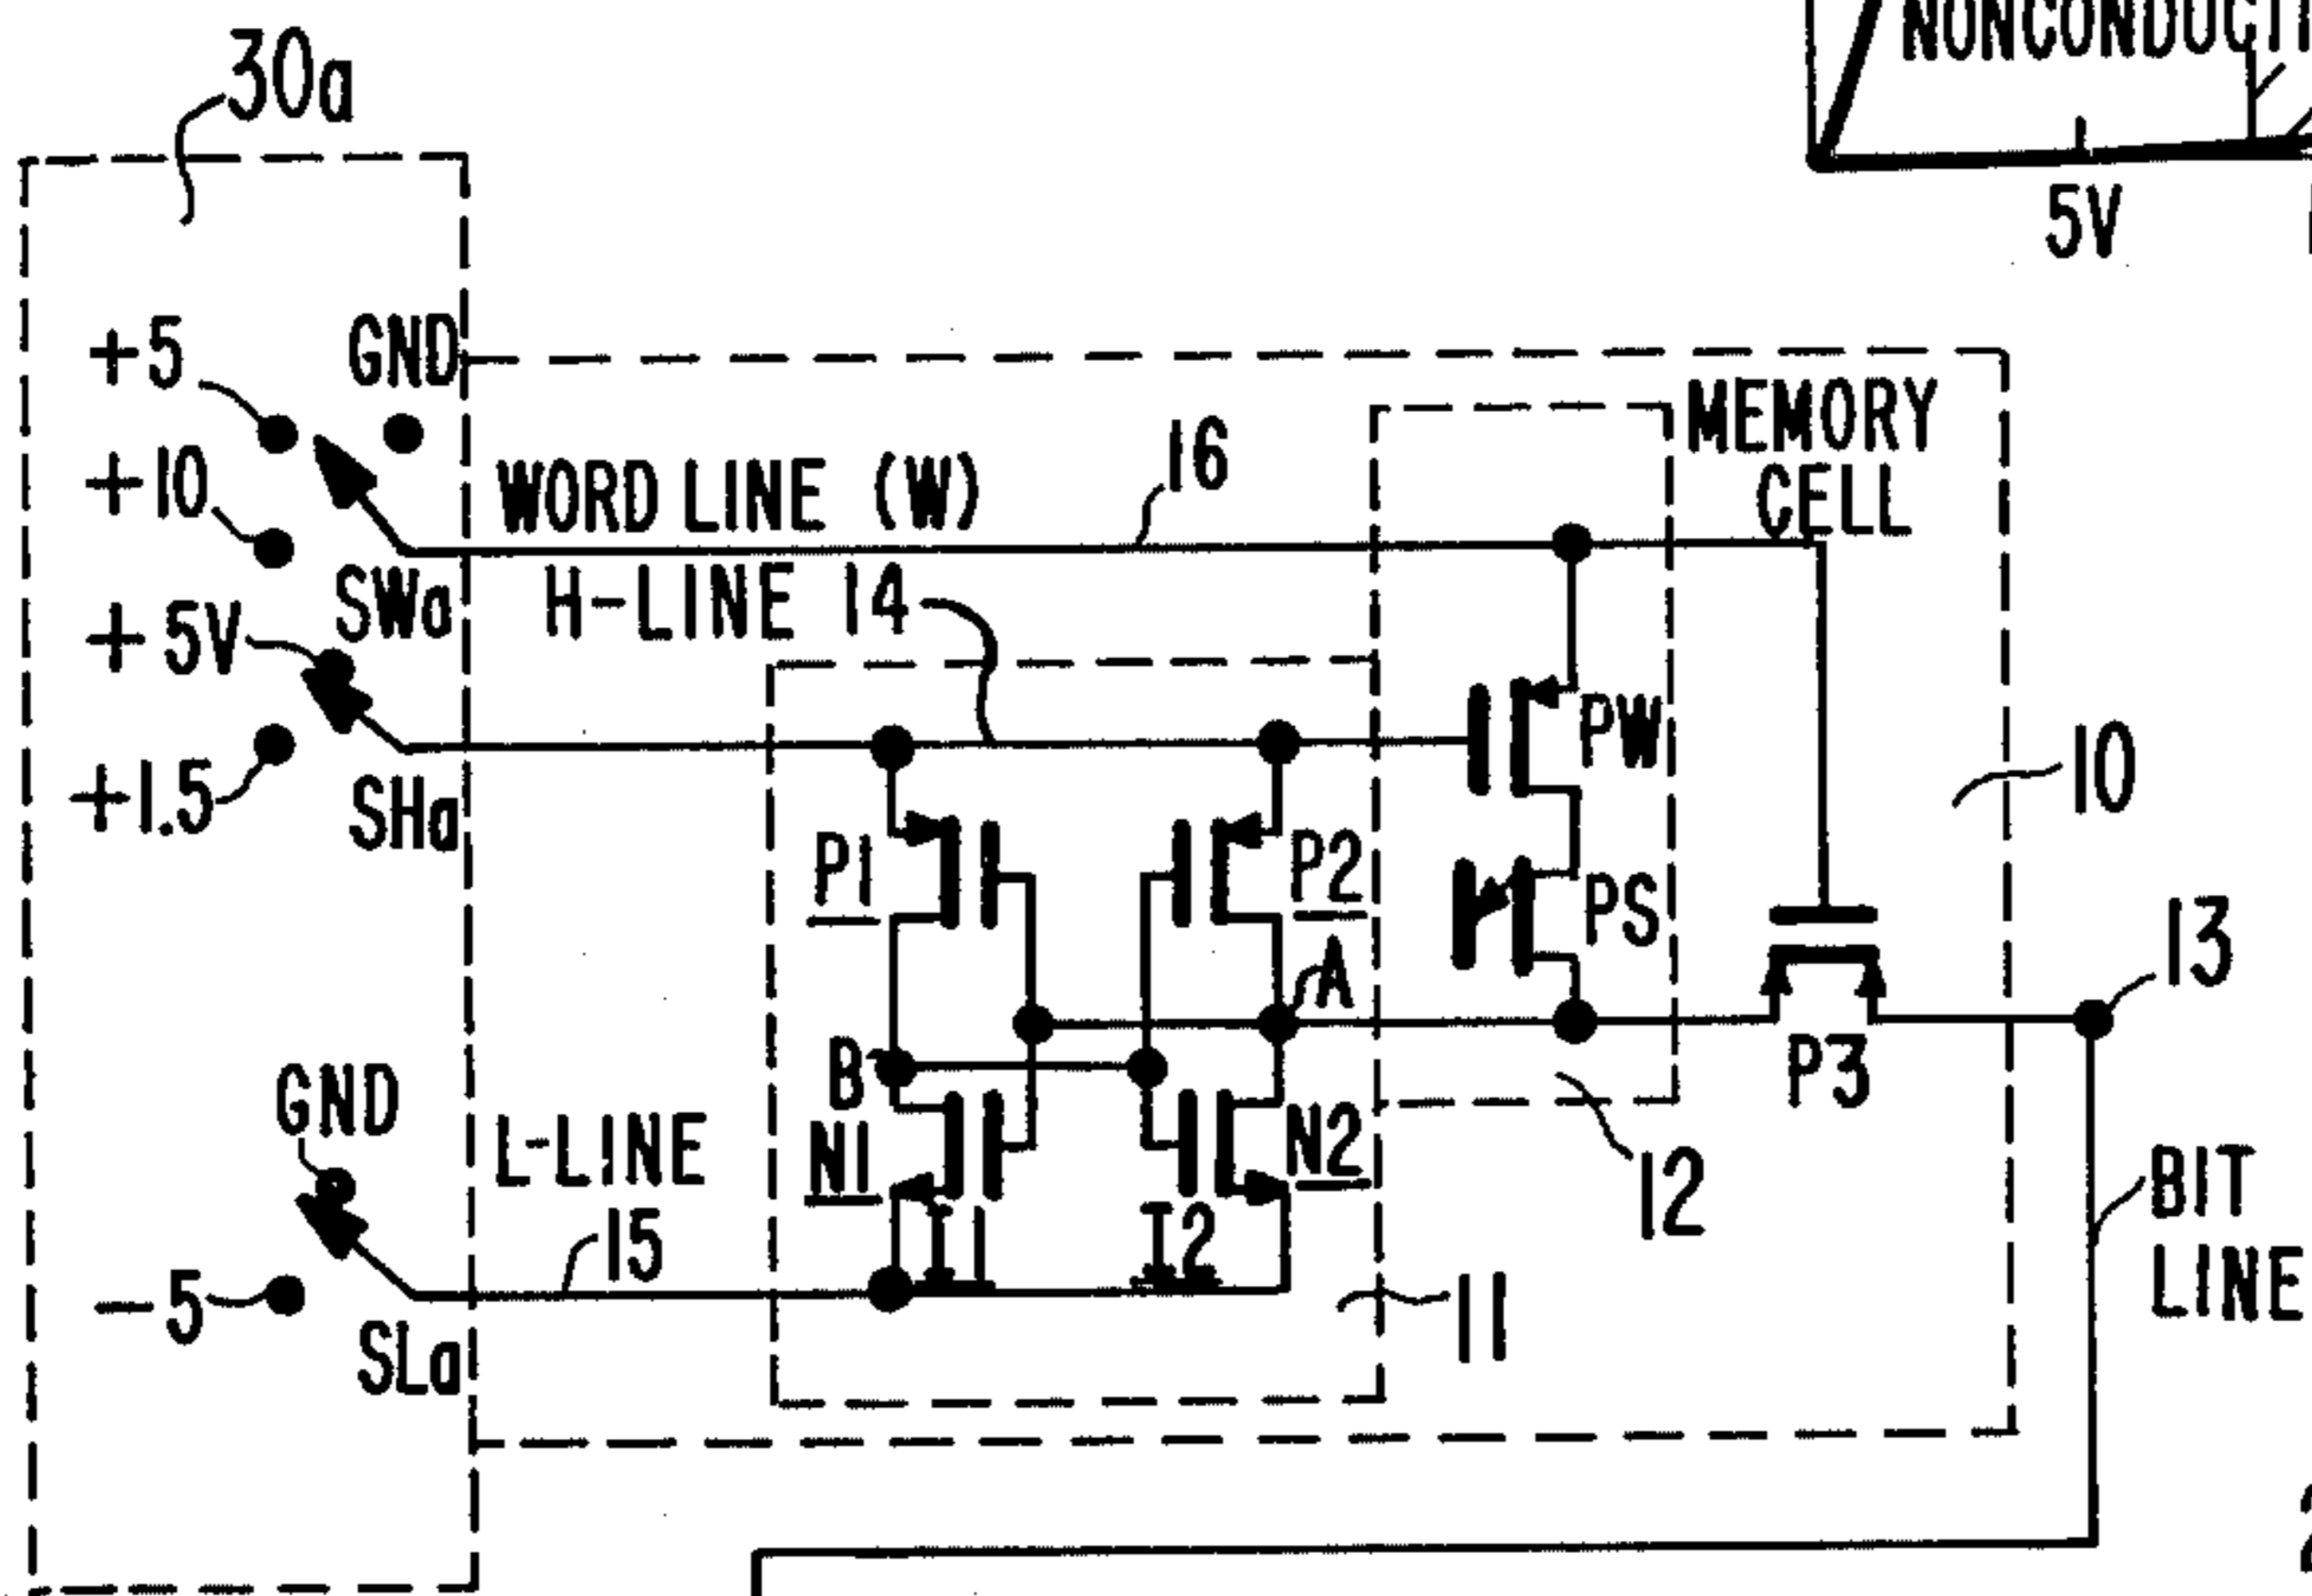 30a
NONCONDUCTI
5V
+5
GND
+10
WORD LINE (W)
16
MEMORY
CELL
SWa
H-LINE 14
+5V
PW
10
+1.5
SHa
P1
P2
PS
13
A
B
P3
GND
L-LINE
N1
N2
12
BIT
LINE
I1
I2
15
-5
11
SLa